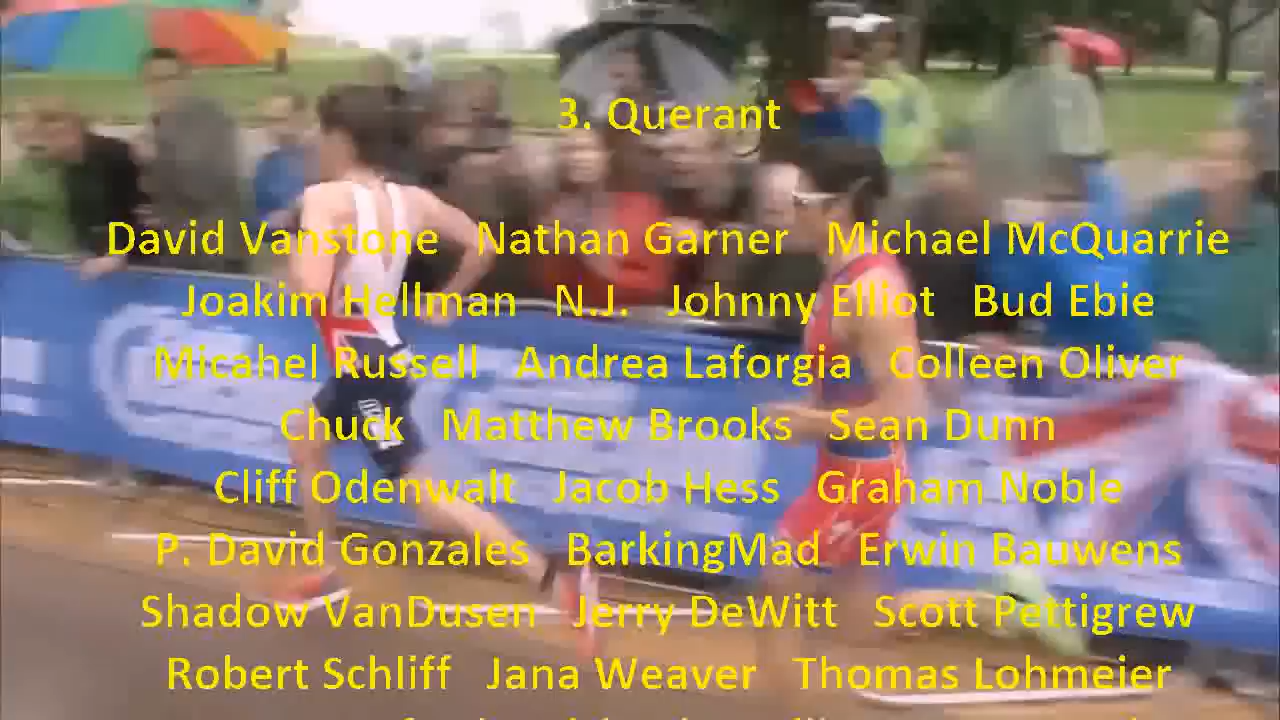 3. Querant
David Vanstone Nathan Garner Michael McQuarrie
Joakim Hellman N.J. Johnny Elliot Bud Ebie
Micahel Russell Andrea Laforgia Colleen Oliver
Chuck Matthew Brooks Sean Dunn
Cliff Odenwalt Jacob Hess Graham Noble
P. David Gonzales BarkingMad Erwin Bauwens
Shadow VanDusen Jerry DeWitt Scott Pettigrew
Robert Schliff Jana Weaver Thomas Lohmeier